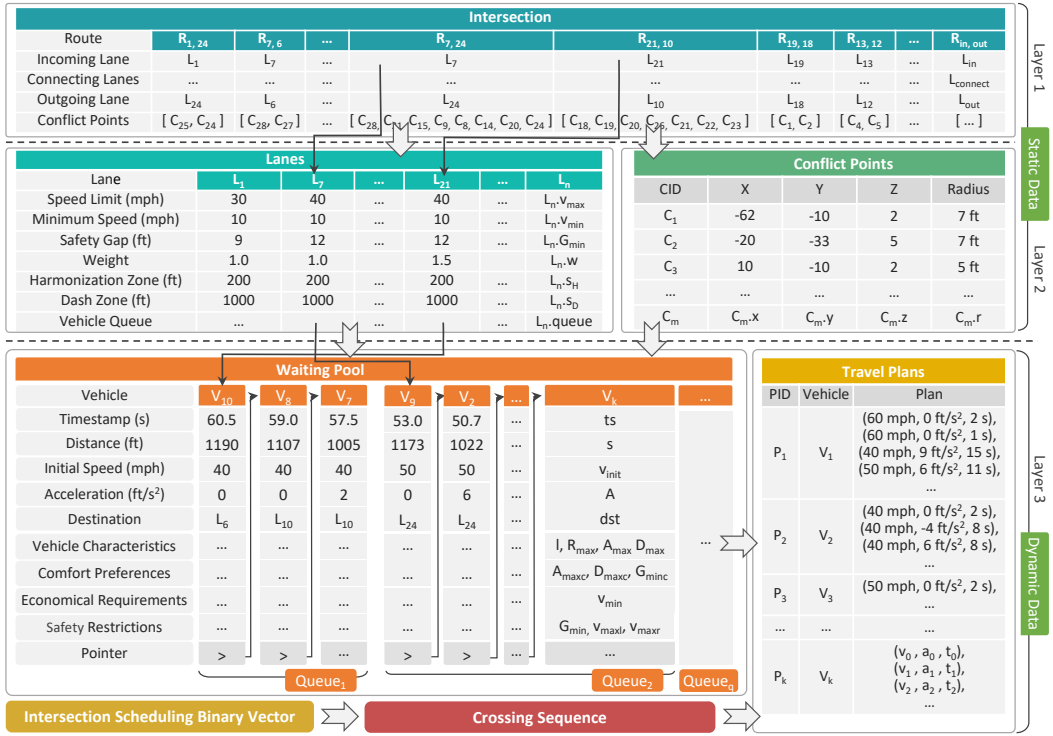 Intersection
Route R1, 24 R7, 6 ... R7, 24 R21, 10 R19, 18 R13, 12 ... Rin, out
Incoming Lane L1 L7 ... L7 L21 L19 L13 ... Lin
Connecting Lanes ... ... ... ... ... ... Lconnect
Outgoing Lane L24 L6 ... L24 L10 L18 L12 ... Lout
Conflict Points [ C25, C24 ] [ C28, C27 ] ... [ C28, C15, C9, C8, C14, C20, C24 ] [ C18, C19, C20, C26, C21, C22, C23 ] [ C1, C2 ] [ C4, C5 ] ... [ ... ]
Layer 1
Static Data
Layer 2
Lanes
Lane L1 L7 ... L21 ... Ln
Speed Limit (mph) 30 40 ... 40 ... Ln.vmax
Minimum Speed (mph) 10 10 ... 10 ... Ln.vmin
Safety Gap (ft) 9 12 ... 12 ... Ln.Gmin
Weight 1.0 1.0 ... 1.5 ... Ln.w
Harmonization Zone (ft) 200 200 ... 200 ... Ln.sH
Dash Zone (ft) 1000 1000 ... 1000 ... Ln.sD
Vehicle Queue ... ... Ln.queue
Conflict Points
CID X Y Z Radius
C1 -62 -10 2 7 ft
C2 -20 -33 5 7 ft
C3 10 -10 2 5 ft
... ... ... ... ...
Cm Cm.x Cm.y Cm.z Cm.r
Waiting Pool
Vehicle V10 V8 V7 V9 V2 ... Vk ...
Timestamp (s) 60.5 59.0 57.5 53.0 50.7 ... ts
Distance (ft) 1190 1107 1005 1173 1022 ... s
Initial Speed (mph) 40 40 40 50 50 ... vinit
Acceleration (ft/s2) 0 0 2 0 6 ... A
Destination L6 L10 L10 L24 L24 ... dst
Vehicle Characteristics ... ... ... ... ... ... l, Rmax, Amax Dmax ...
Comfort Preferences ... ... ... ... ... ... Amaxc, Dmaxc, Gminc
Economical Requirements ... ... ... ... ... ... vmin
Safety Restrictions ... ... ... ... ... ... Gmin, vmaxl, vmaxr
Pointer > > ... > > ... ...
Queue1 Queue2 Queueq
Travel Plans
PID Vehicle Plan
P1 V1 (60 mph, 0 ft/s2, 2 s),
(60 mph, 0 ft/s2, 1 s),
(40 mph, 9 ft/s2, 15 s),
(50 mph, 6 ft/s2, 11 s),
...
P2 V2 (40 mph, 0 ft/s2, 2 s),
(40 mph, -4 ft/s2, 8 s),
(40 mph, 6 ft/s2, 8 s),
...
P3 V3 (50 mph, 0 ft/s2, 2 s),
...
... ... ...
Pk Vk (v0 , a0 , t0),
(v1 , a1 , t1),
(v2 , a2 , t2),
...
Layer 3
Dynamic Data
Intersection Scheduling Binary Vector
Crossing Sequence